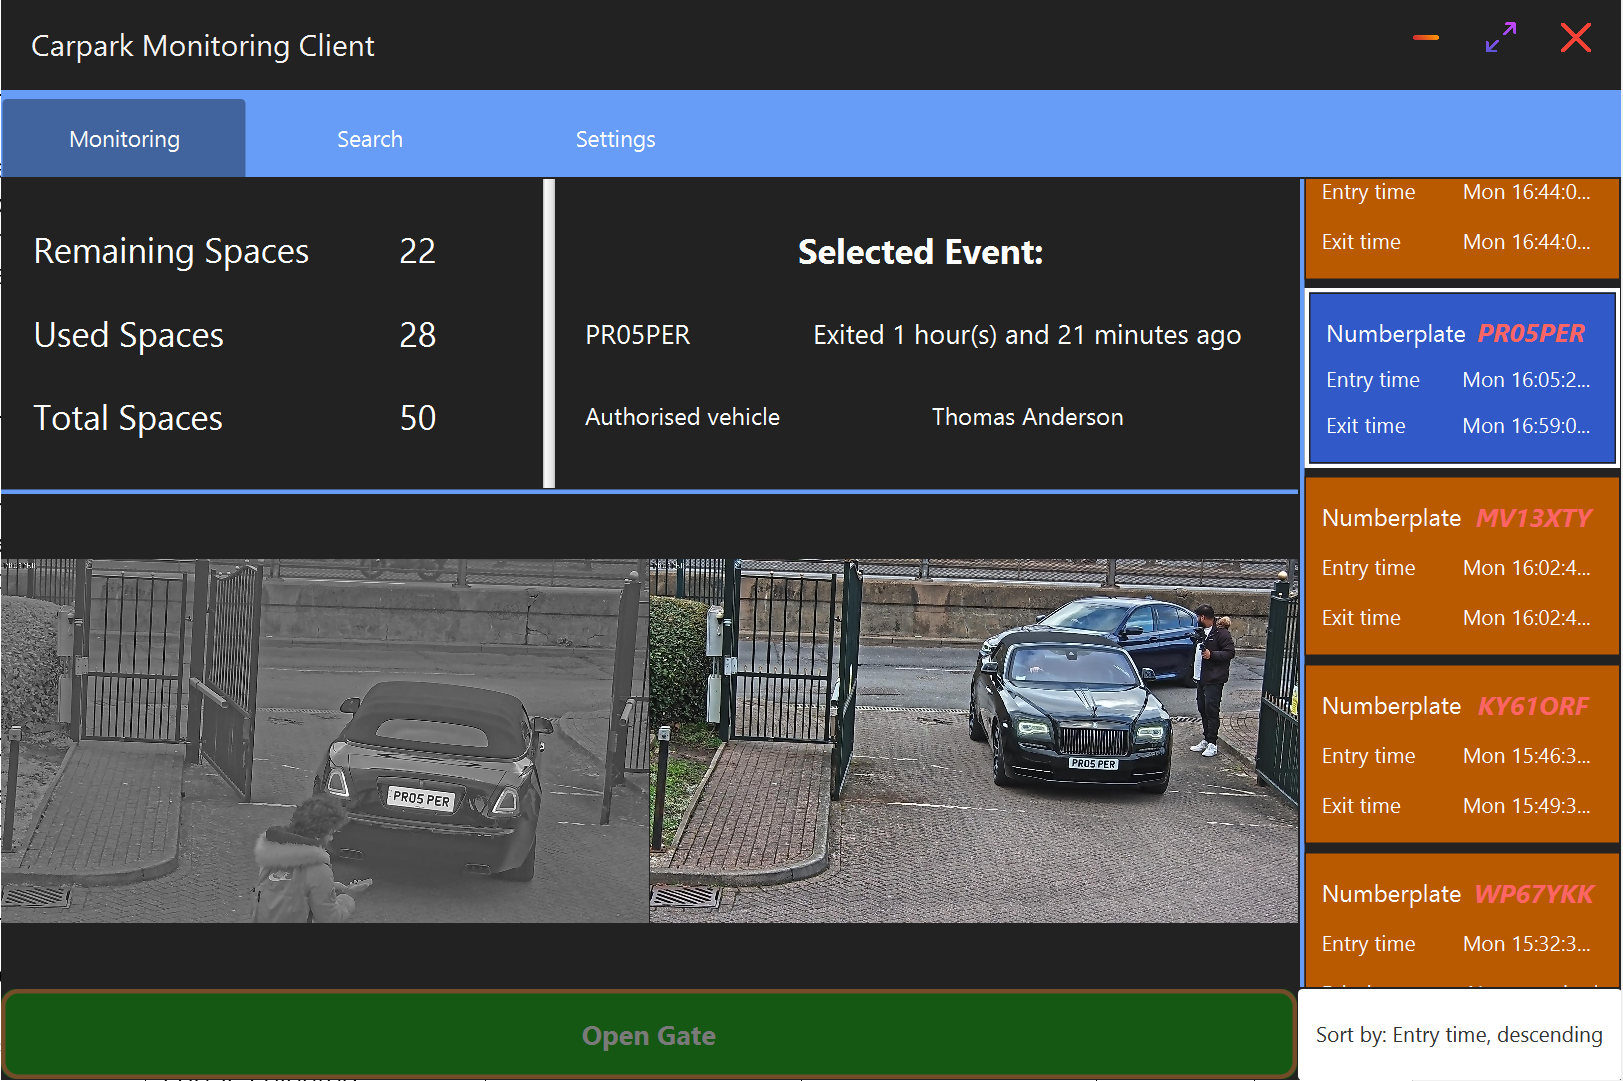 Carpark Monitoring Client
Monitoring
Search
Settings
Remaining Spaces 22
Used Spaces 28
Total Spaces 50
Selected Event:
PR05PER Exited 1 hour(s) and 21 minutes ago
Authorised vehicle Thomas Anderson
PR05 PER
PR05 PER
Open Gate
Entry time Mon 16:44:0...
Exit time Mon 16:44:0...
Numberplate PR05PER
Entry time Mon 16:05:2...
Exit time Mon 16:59:0...
Numberplate MV13XTY
Entry time Mon 16:02:4...
Exit time Mon 16:02:4...
Numberplate KY61ORF
Entry time Mon 15:46:3...
Exit time Mon 15:49:3...
Numberplate WP67YKK
Entry time Mon 15:32:3...
Sort by: Entry time, descending